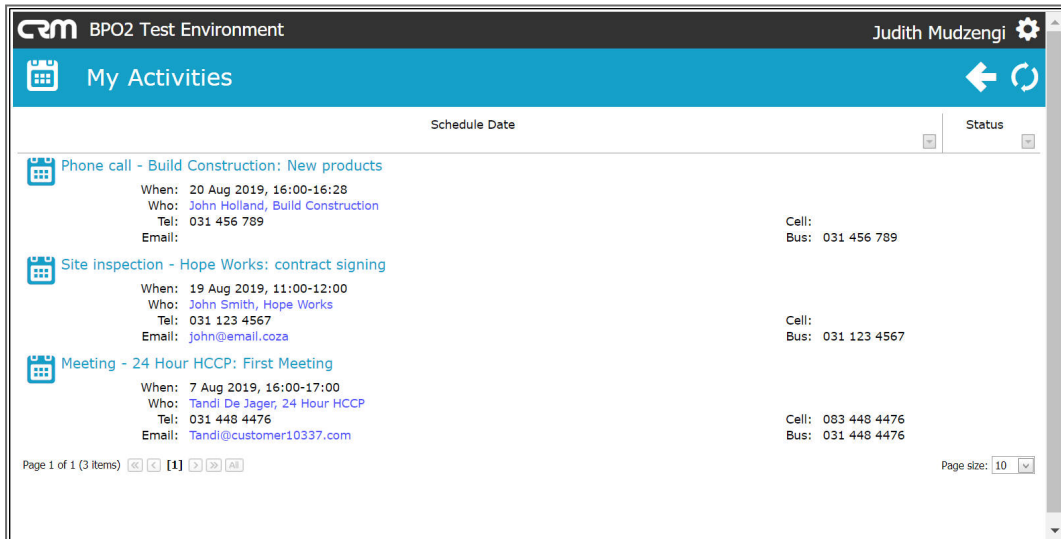 CRM BPO2 Test Environment Judith Mudzengi
My Activities
Schedule Date Status
Phone call - Build Construction: New products
When: 20 Aug 2019, 16:00-16:28
Who: John Holland, Build Construction
Tel: 031 456 789 Cell:
Email: Bus: 031 456 789
Site inspection - Hope Works: contract signing
When: 19 Aug 2019, 11:00-12:00
Who: John Smith, Hope Works
Tel: 031 123 4567 Cell:
Email: john@email.coza Bus: 031 123 4567
Meeting - 24 Hour HCCP: First Meeting
When: 7 Aug 2019, 16:00-17:00
Who: Tandi De Jager, 24 Hour HCCP
Tel: 031 448 4476 Cell: 083 448 4476
Email: Tandi@customer10337.com Bus: 031 448 4476
Page 1 of 1 (3 items) [1] All Page size: 10